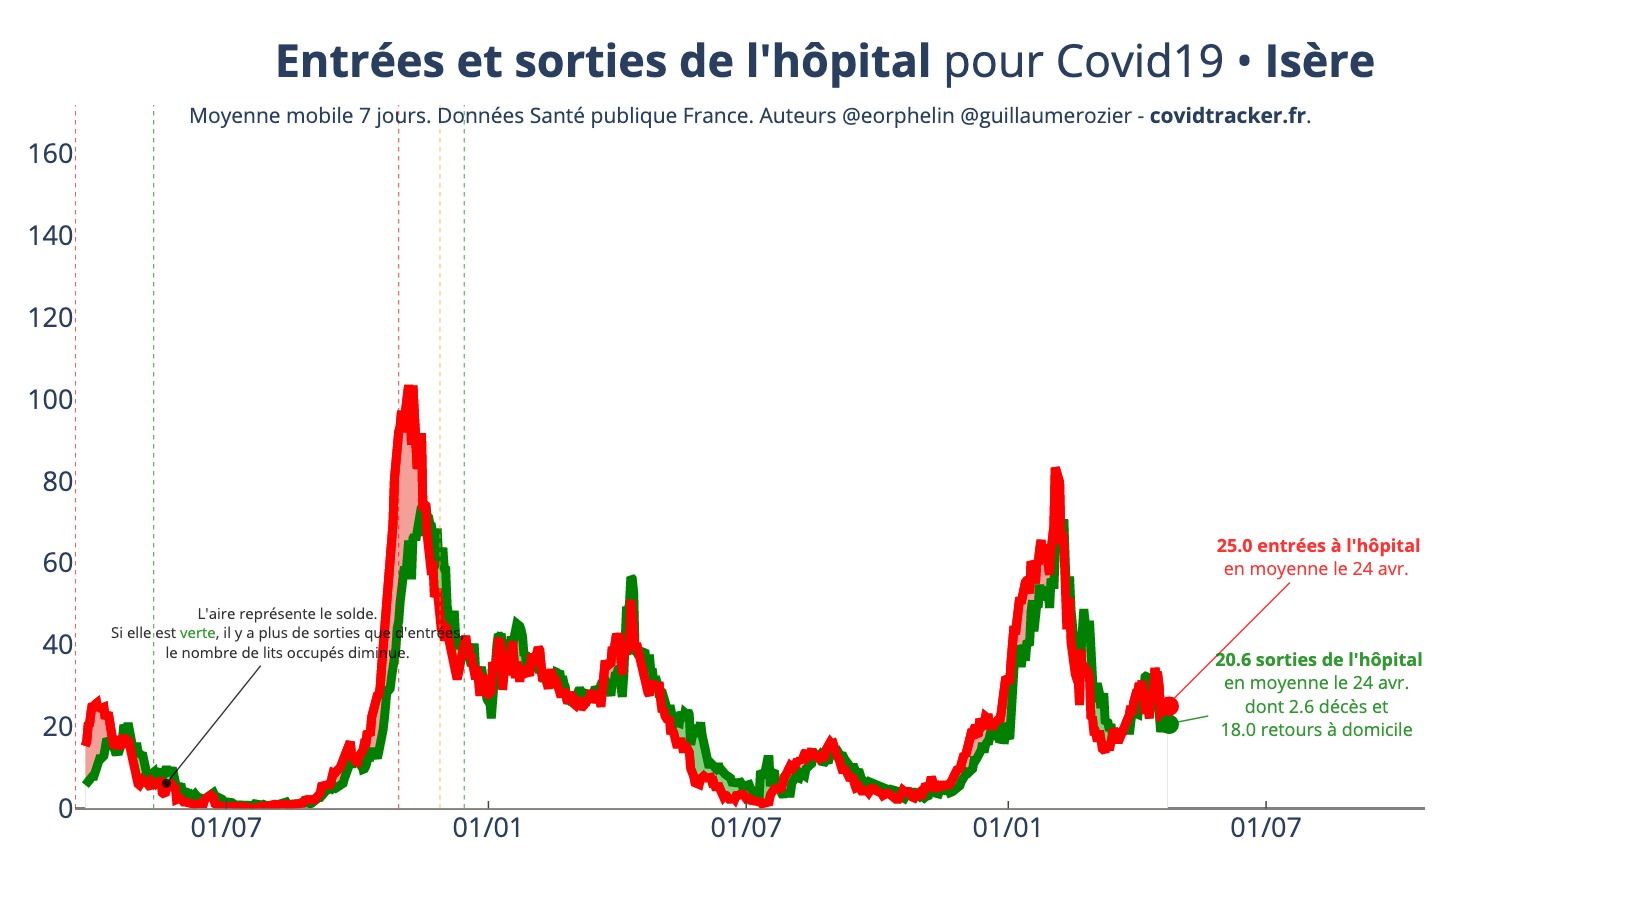 Entrées et sorties de l'hôpital pour Covid19 • Isère
Moyenne mobile 7 jours. Données Santé publique France. Auteurs @eorphelin @guillaumerozier - covidtracker.fr.
160
140
120
100
80
60
40
20
0
L'aire représente le solde.
Si elle est verte, il y a plus de sorties que d'entrées,
le nombre de lits occupés diminue.
25.0 entrées à l'hôpital
en moyenne le 24 avr.
20.6 sorties de l'hôpital
en moyenne le 24 avr.
dont 2.6 décès et
18.0 retours à domicile
01/07
01/01
01/07
01/01
01/07